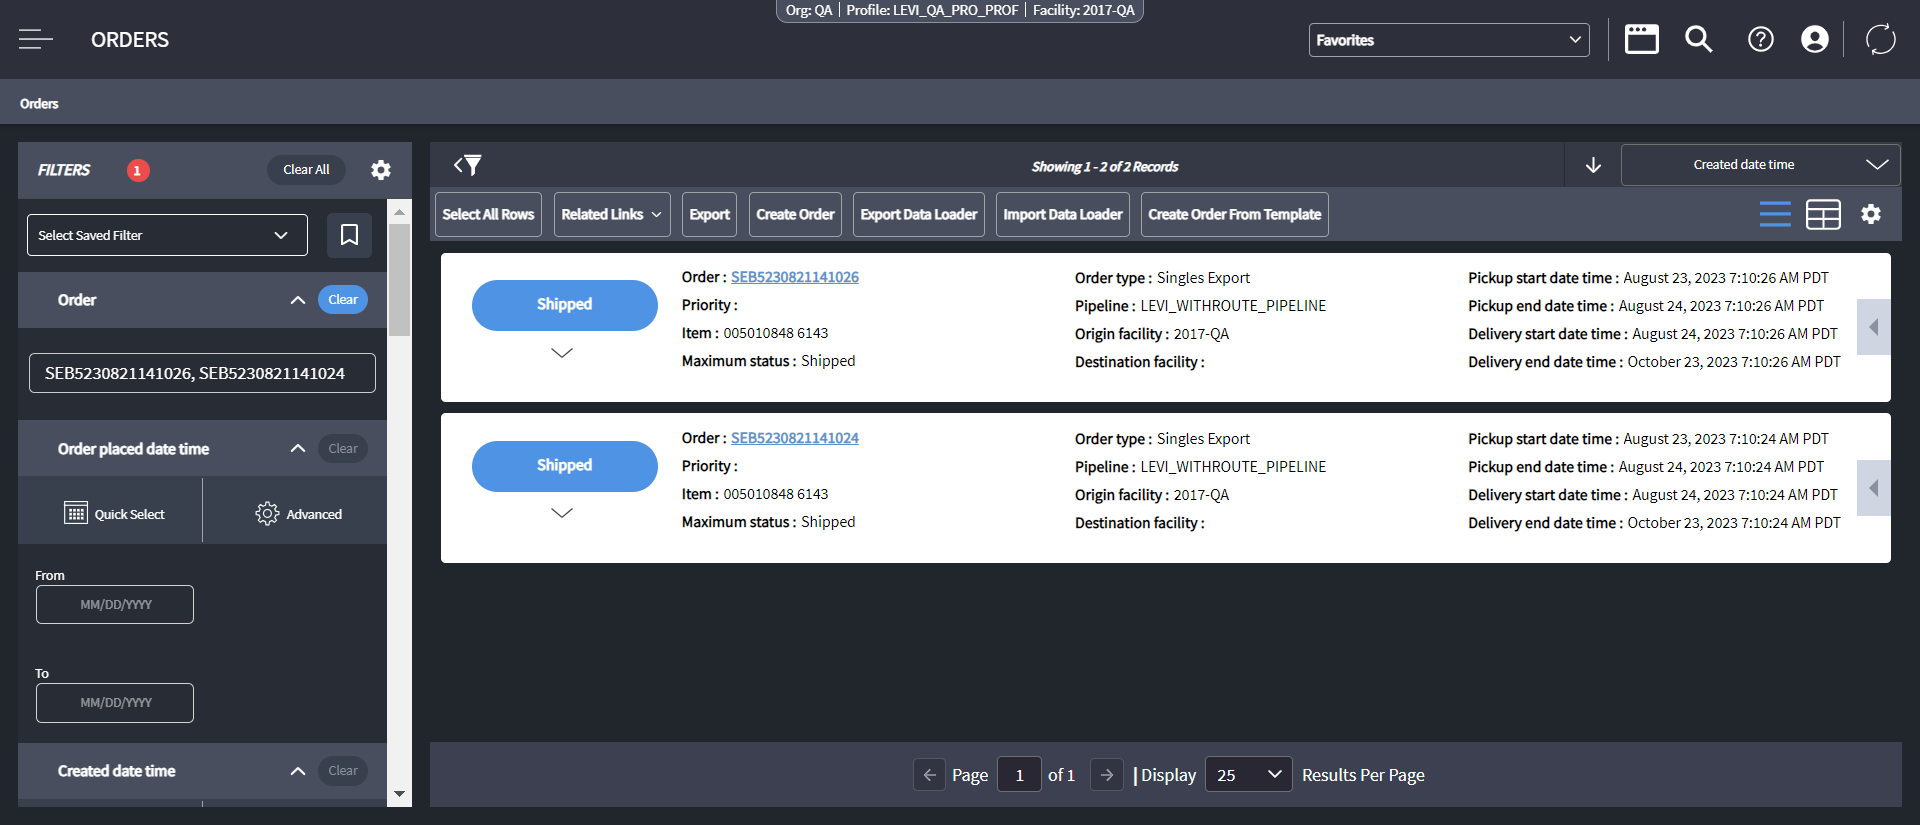 Org: QA | Profile: LEVI_QA_PRO_PROF | Facility: 2017-QA
ORDERS
Favorites
Orders
FILTERS 1 Clear All
Select Saved Filter
Order Clear
SEB5230821141026, SEB5230821141024
Order placed date time Clear
Quick Select Advanced
From
MM/DD/YYYY
To
MM/DD/YYYY
Created date time Clear
Showing 1 - 2 of 2 Records
Created date time
Select All Rows Related Links Export Create Order Export Data Loader Import Data Loader Create Order From Template
Shipped
Order : SEB5230821141026
Priority :
Item : 005010848 6143
Maximum status : Shipped
Order type : Singles Export
Pipeline : LEVI_WITHROUTE_PIPELINE
Origin facility : 2017-QA
Destination facility :
Pickup start date time : August 23, 2023 7:10:26 AM PDT
Pickup end date time : August 24, 2023 7:10:26 AM PDT
Delivery start date time : August 24, 2023 7:10:26 AM PDT
Delivery end date time : October 23, 2023 7:10:26 AM PDT
Shipped
Order : SEB5230821141024
Priority :
Item : 005010848 6143
Maximum status : Shipped
Order type : Singles Export
Pipeline : LEVI_WITHROUTE_PIPELINE
Origin facility : 2017-QA
Destination facility :
Pickup start date time : August 23, 2023 7:10:24 AM PDT
Pickup end date time : August 24, 2023 7:10:24 AM PDT
Delivery start date time : August 24, 2023 7:10:24 AM PDT
Delivery end date time : October 23, 2023 7:10:24 AM PDT
Page 1 of 1 | Display 25 Results Per Page